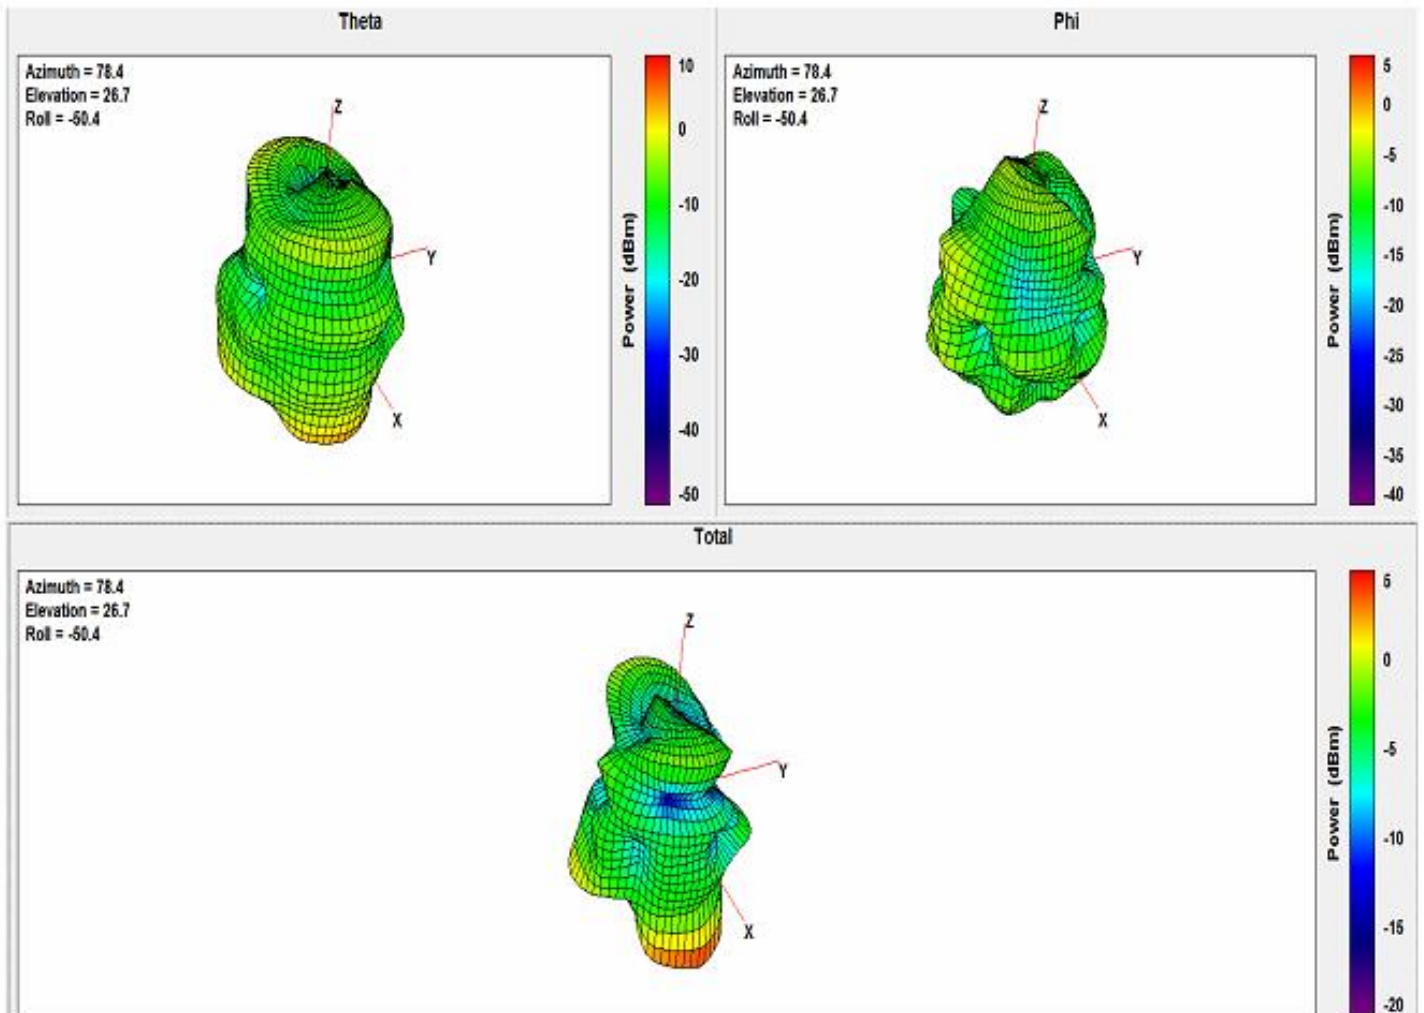 Theta
Azimuth = 78.4
Elevation = 26.7
Roll = -50.4
Z
Y
X
10
0
-10
-20
-30
-40
-50
Power (dBm)
Phi
Azimuth = 78.4
Elevation = 26.7
Roll = -50.4
Z
Y
X
5
0
-5
-10
-15
-20
-25
-30
-35
-40
Power (dBm)
Total
Azimuth = 78.4
Elevation = 26.7
Roll = -50.4
Z
Y
X
5
0
-5
-10
-15
-20
Power (dBm)